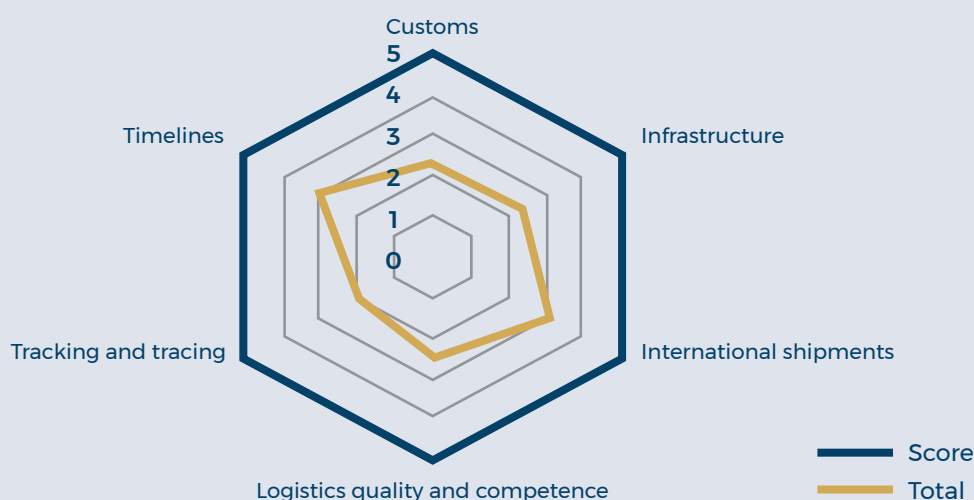 Customs
5
4
3
2
1
0
Timelines
Infrastructure
Tracking and tracing
International shipments
Logistics quality and competence
Score
Total